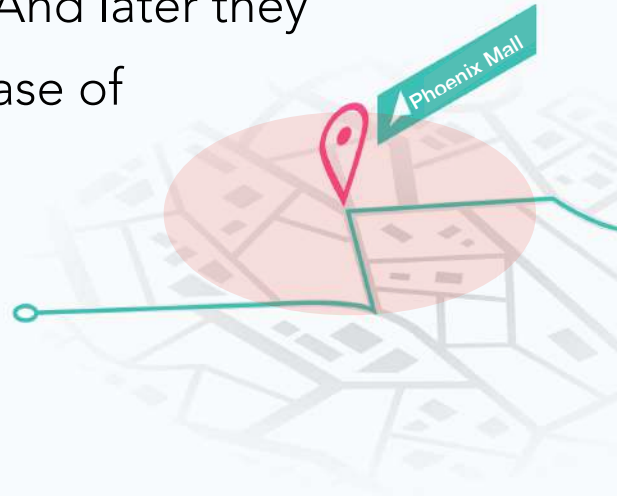 And later they
ase of
Phoenix Mall